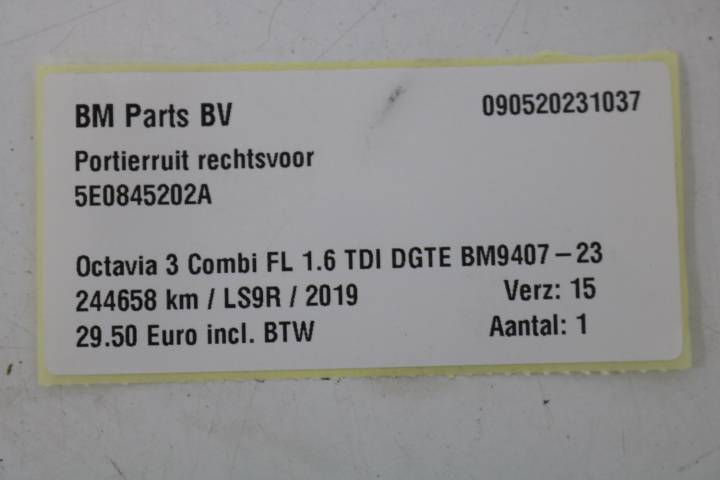 BM Parts BV 090520231037
Portierruit rechtsvoor
5E0845202A
Octavia 3 Combi FL 1.6 TDI DGTE BM9407-23
244658 km / LS9R / 2019 Verz: 15
29.50 Euro incl. BTW Aantal: 1